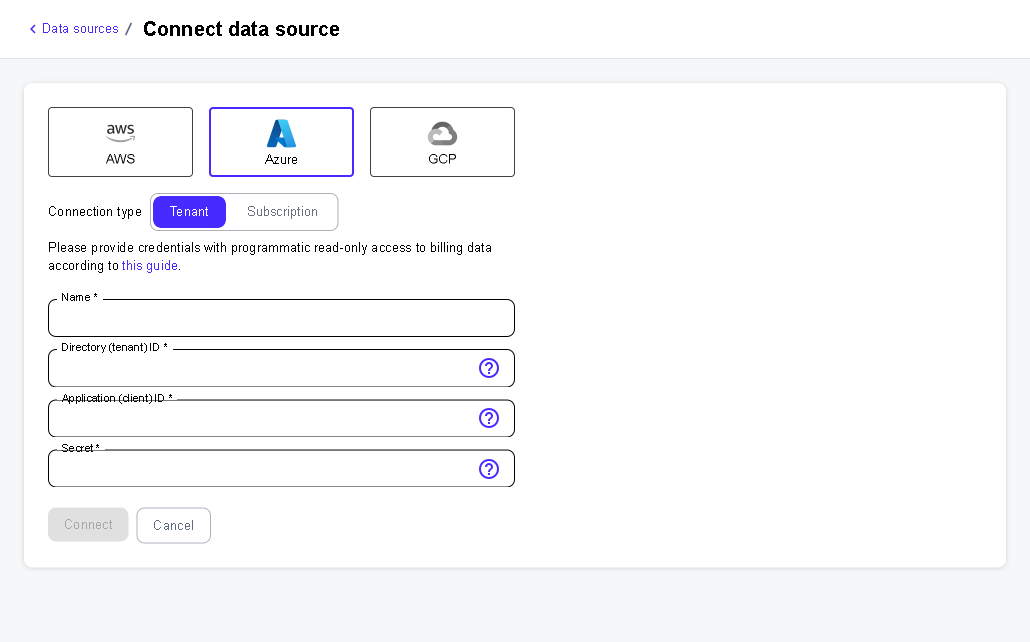 Data sources / Connect data source
aws
AWS
Azure
GCP
Connection type Tenant Subscription
Please provide credentials with programmatic read-only access to billing data
according to this guide.
Name *
Directory (tenant) ID *
?
Application (client) ID *
?
Secret *
?
Connect Cancel